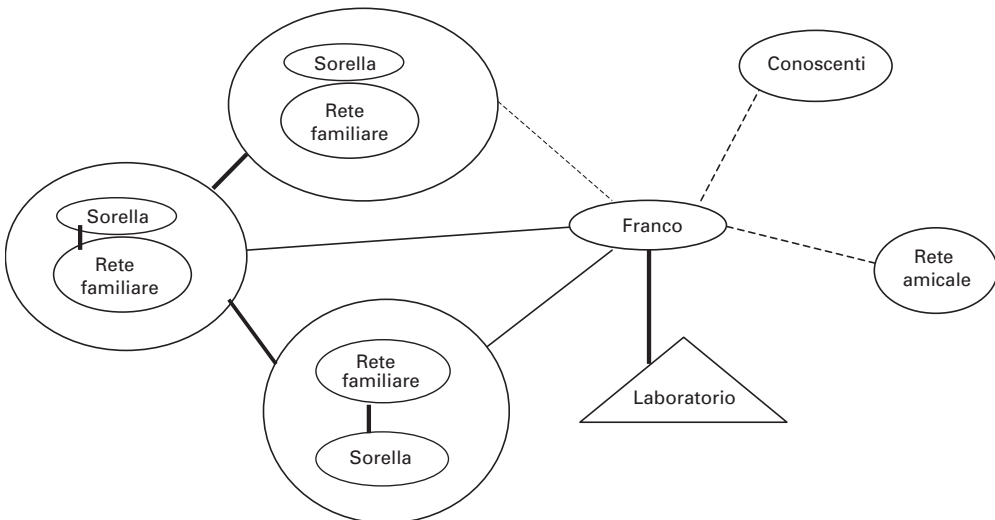 Sorella
Rete
familiare
Conoscenti
Sorella
Rete
familiare
Franco
Rete
amicale
Rete
familiare
Sorella
Laboratorio